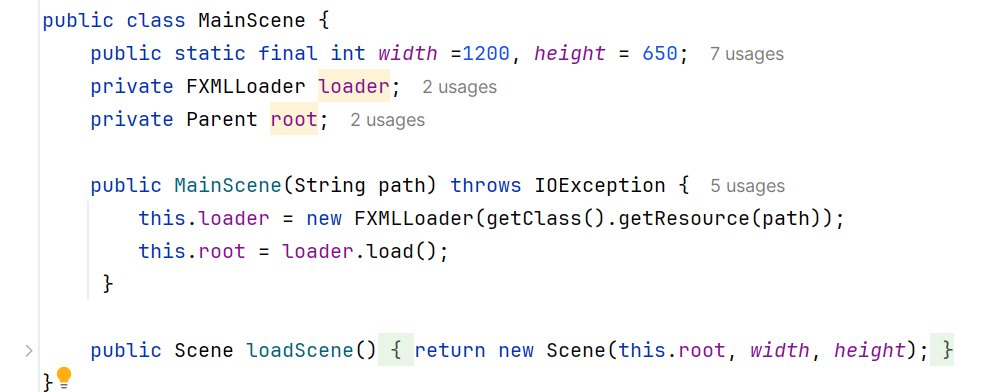 public class MainScene {
public static final int width =1200, height = 650; 7 usages
private FXMLLoader loader; 2 usages
private Parent root; 2 usages
public MainScene(String path) throws IOException { 5 usages
this.loader = new FXMLLoader(getClass().getResource(path));
this.root = loader.load();
}
public Scene loadScene() { return new Scene(this.root, width, height); }
}